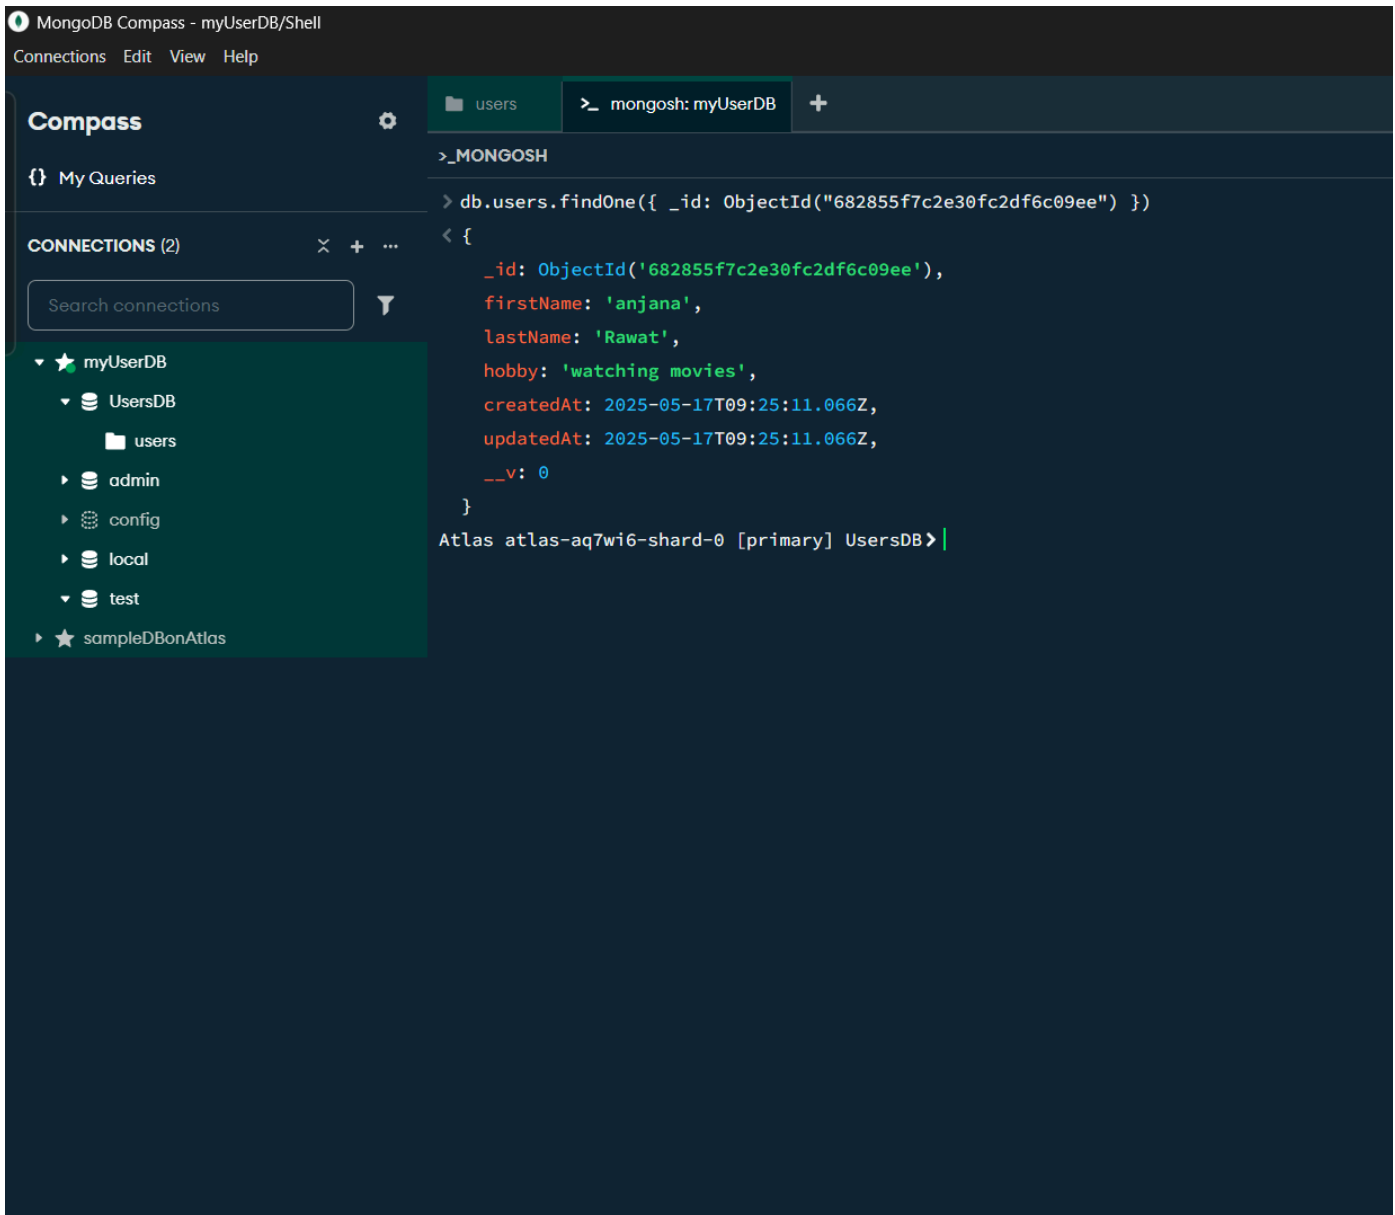 MongoDB Compass - myUserDB/Shell
Connections Edit View Help
Compass
{} My Queries
CONNECTIONS (2)
Search connections
myUserDB
UsersDB
users
admin
config
local
test
sampleDBonAtlas
users
>_ mongosh: myUserDB +
>_MONGOSH
> db.users.findOne({ _id: ObjectId("682855f7c2e30fc2df6c09ee") })
< {
_id: ObjectId('682855f7c2e30fc2df6c09ee'),
firstName: 'anjana',
lastName: 'Rawat',
hobby: 'watching movies',
createdAt: 2025-05-17T09:25:11.066Z,
updatedAt: 2025-05-17T09:25:11.066Z,
__v: 0
}
Atlas atlas-aq7wi6-shard-0 [primary] UsersDB>